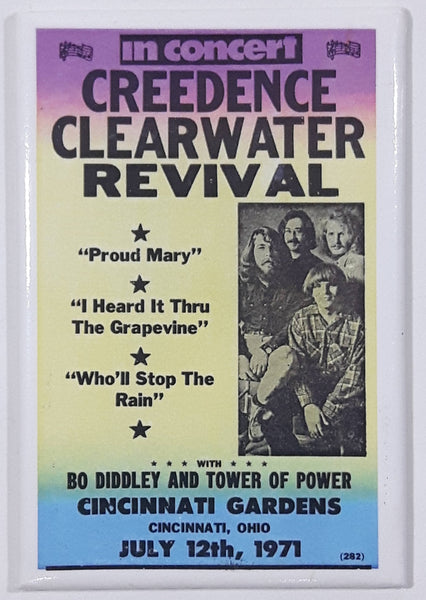 in concert
CREEDENCE
CLEARWATER
REVIVAL
"Proud Mary"
"I Heard It Thru
The Grapevine"
"Who'll Stop The
Rain"
WITH
BO DIDDLEY AND TOWER OF POWER
CINCINNATI GARDENS
CINCINNATI, OHIO
JULY 12th, 1971
(282)